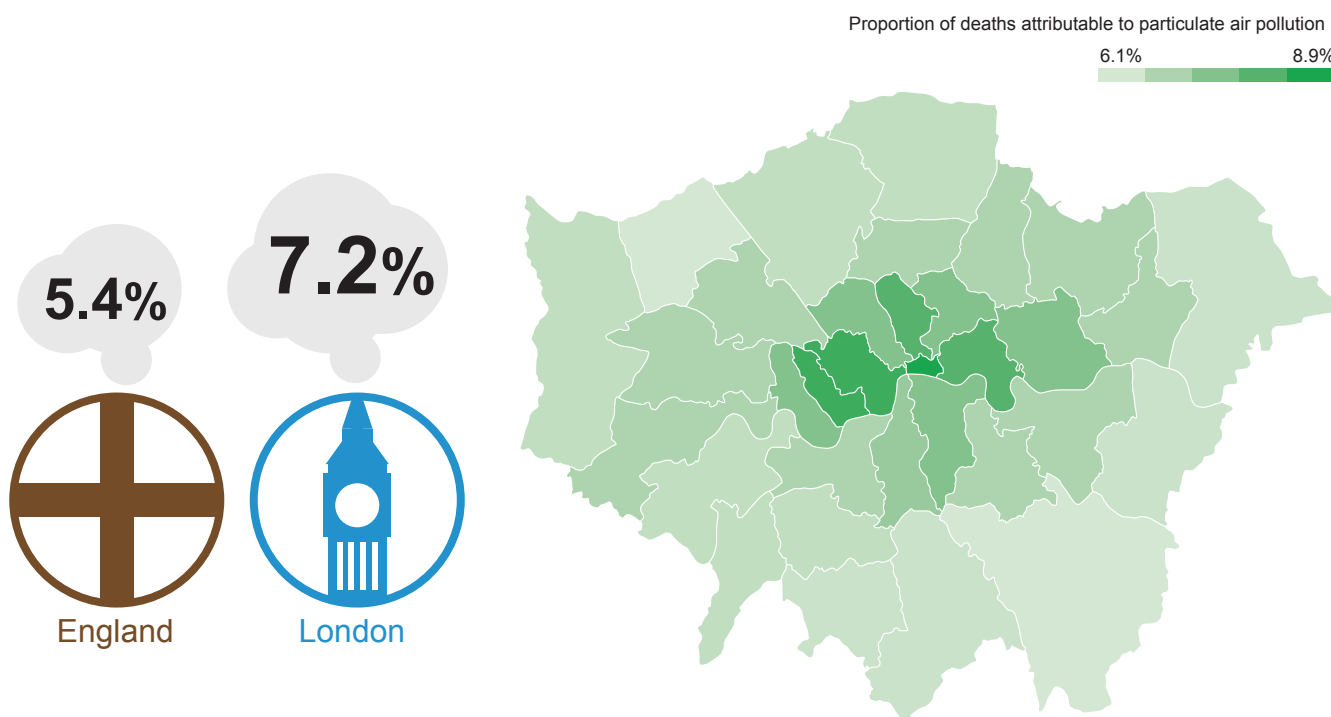 Proportion of deaths attributable to particulate air pollution
6.1% 8.9%
7.2%
5.4%
England London